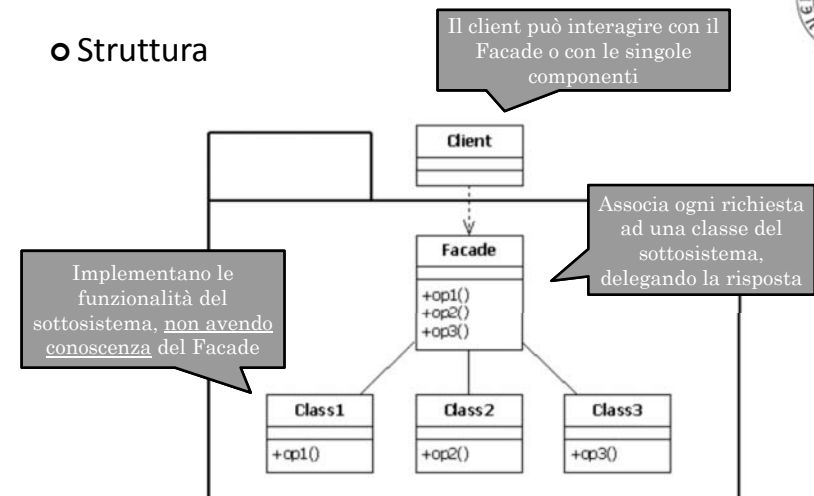 Struttura
Il client può interagire con il
Facade o con le singole
componenti
Client
Associa ogni richiesta
ad una classe del
sottosistema,
delegando la risposta
Facade
+op1()
+op2()
+op3()
Implementano le
funzionalità del
sottosistema, non avendo
conoscenza del Facade
Class1
+op1()
Class2
+op2()
Class3
+op3()